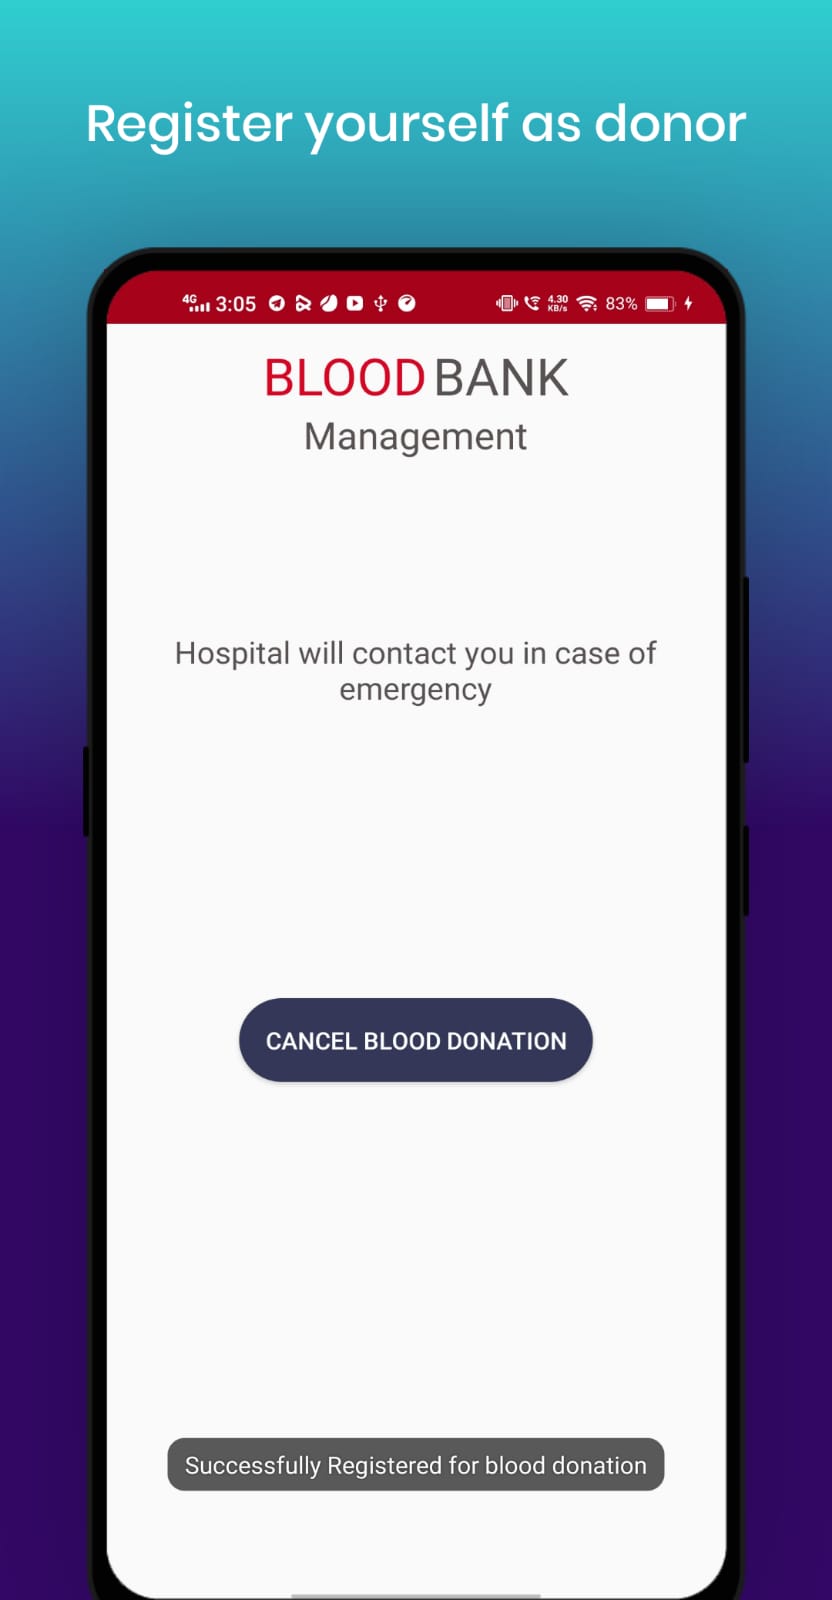 Register yourself as donor
4G 3:05 4.30 KB/s 83%
BLOOD BANK
Management
Hospital will contact you in case of
emergency
CANCEL BLOOD DONATION
Successfully Registered for blood donation